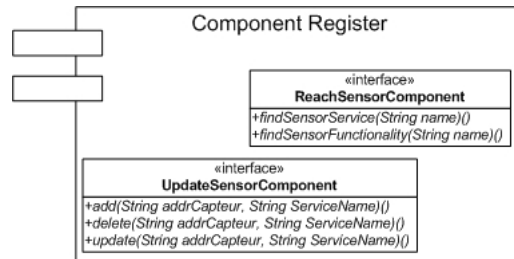 Component Register
«interface»
ReachSensorComponent
+findSensorService(String name)()
+findSensorFunctionality(String name)()
«interface»
UpdateSensorComponent
+add(String addrCapteur, String ServiceName)()
+delete(String addrCapteur, String ServiceName)()
+update(String addrCapteur, String ServiceName)()